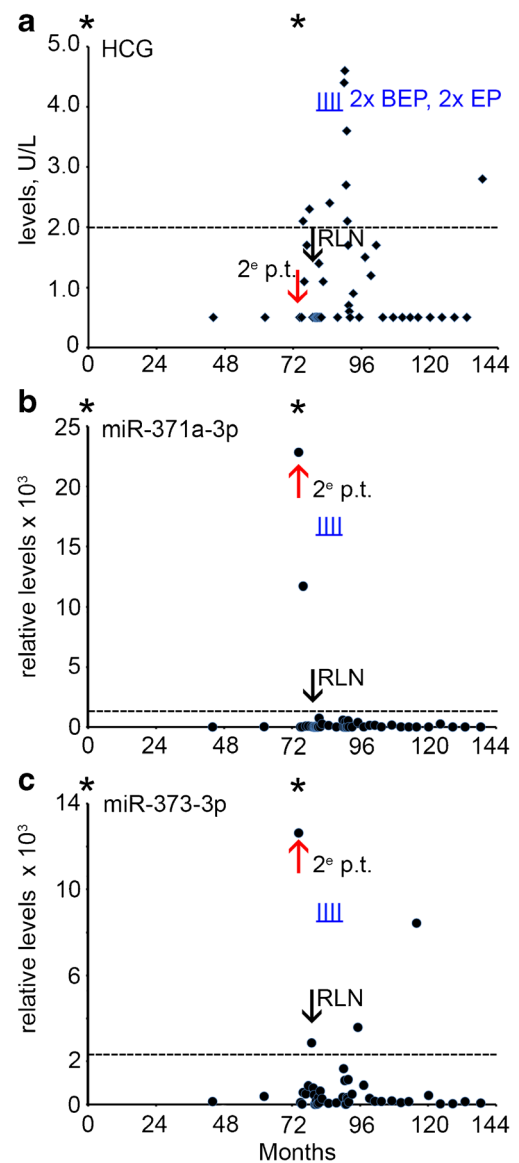 a
* *
HCG
5.0
4.0
3.0
2.0
1.0
0
levels, U/L
2x BEP, 2x EP
RLN
2e p.t.
0 24 48 72 96 120 144
b
* *
miR-371a-3p
25
20
15
10
5
0
relative levels x 10³
2e p.t.
RLN
0 24 48 72 96 120 144
c
* *
miR-373-3p
14
10
6
2
0
relative levels x 10³
2e p.t.
RLN
0 24 48 72 96 120 144
Months